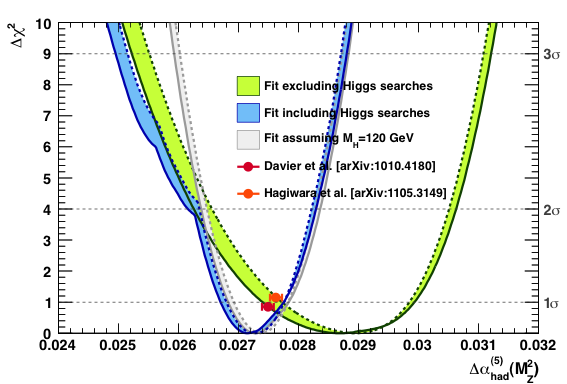 Δχ²
10
9
8
7
6
5
4
3
2
1
0
3σ
2σ
1σ
Fit excluding Higgs searches
Fit including Higgs searches
Fit assuming M_H=120 GeV
Davier et al. [arXiv:1010.4180]
Hagiwara et al. [arXiv:1105.3149]
0.024 0.025 0.026 0.027 0.028 0.029 0.03 0.031 0.032
Δα_had^(5)(M_Z^2)